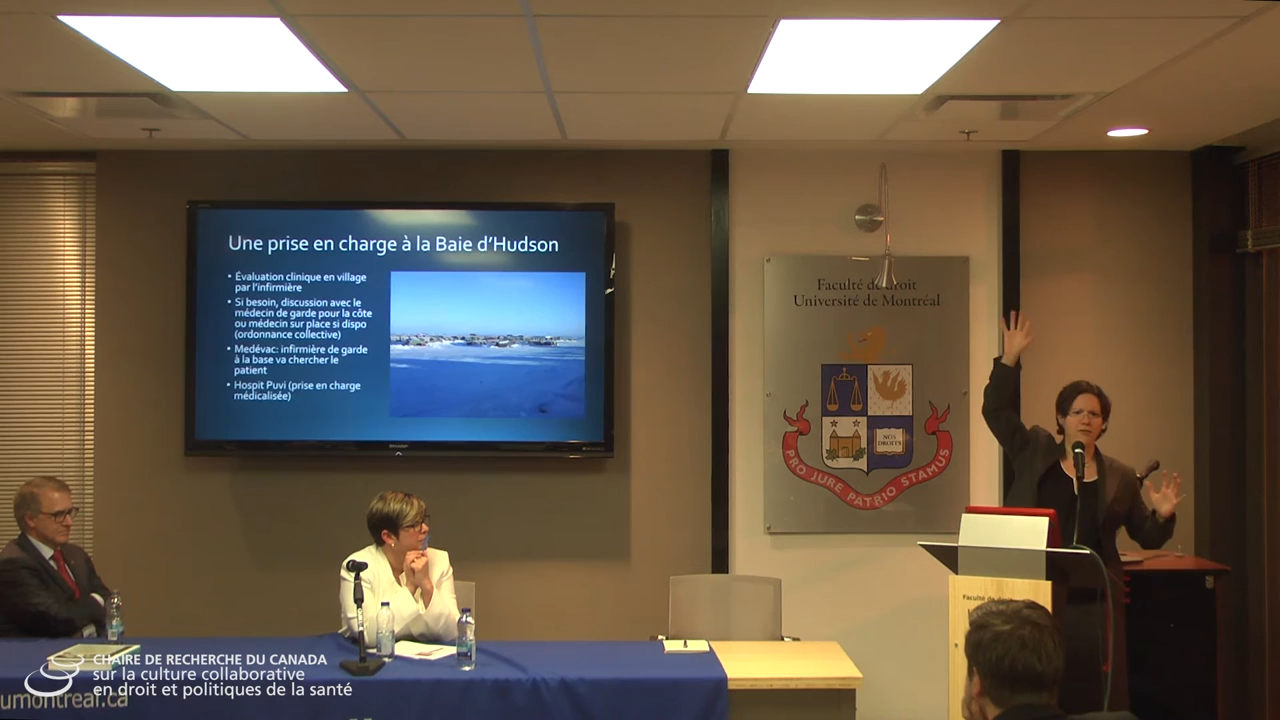 Une prise en charge à la Baie d'Hudson
▪ Évaluation clinique en village
par l'infirmière
▪ Si besoin, discussion avec le
médecin de garde pour la côte
ou médecin sur place si dispo
(ordonnance collective)
▪ Medévac: infirmière de garde
à la base va chercher le
patient
▪ Hospit Puvi (prise en charge
médicalisée)
SHARP
Faculté de droit
Université de Montréal
NOS
DROITS
PRO JURE PATRIO STAMUS
Faculté de droit
CHAIRE DE RECHERCHE DU CANADA
sur la culture collaborative
en droit et politiques de la santé
umontreal.ca